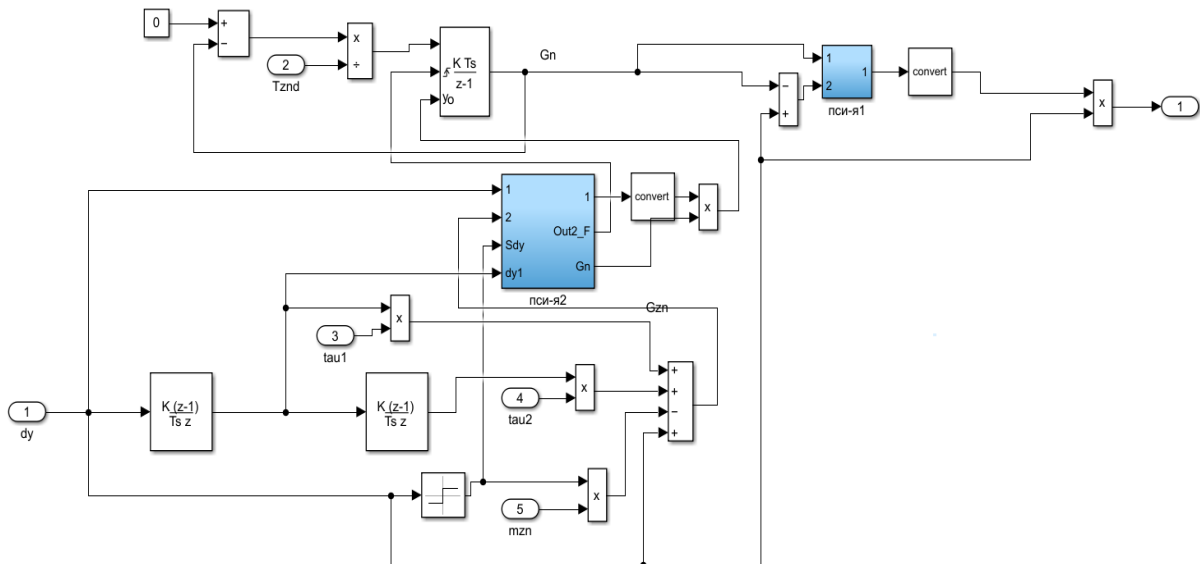 0
+
−
x
÷
2
Tznd
K Ts
z-1
yo
Gn
−
+
1
2
1
пси-я1
convert
x
1
1
2
Sdy
dy1
1
Out2_F
Gn
пси-я2
convert
x
Gzn
x
3
tau1
1
dy
K (z-1)
Ts z
K (z-1)
Ts z
x
4
tau2
+
+
−
+
x
5
mzn